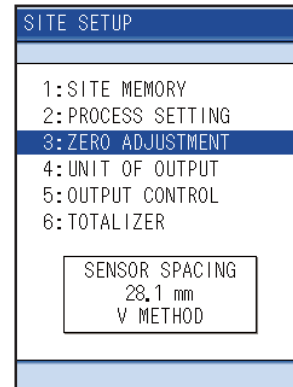 SITE SETUP
1:SITE MEMORY
2:PROCESS SETTING
3:ZERO ADJUSTMENT
4:UNIT OF OUTPUT
5:OUTPUT CONTROL
6:TOTALIZER
SENSOR SPACING
28.1 mm
V METHOD